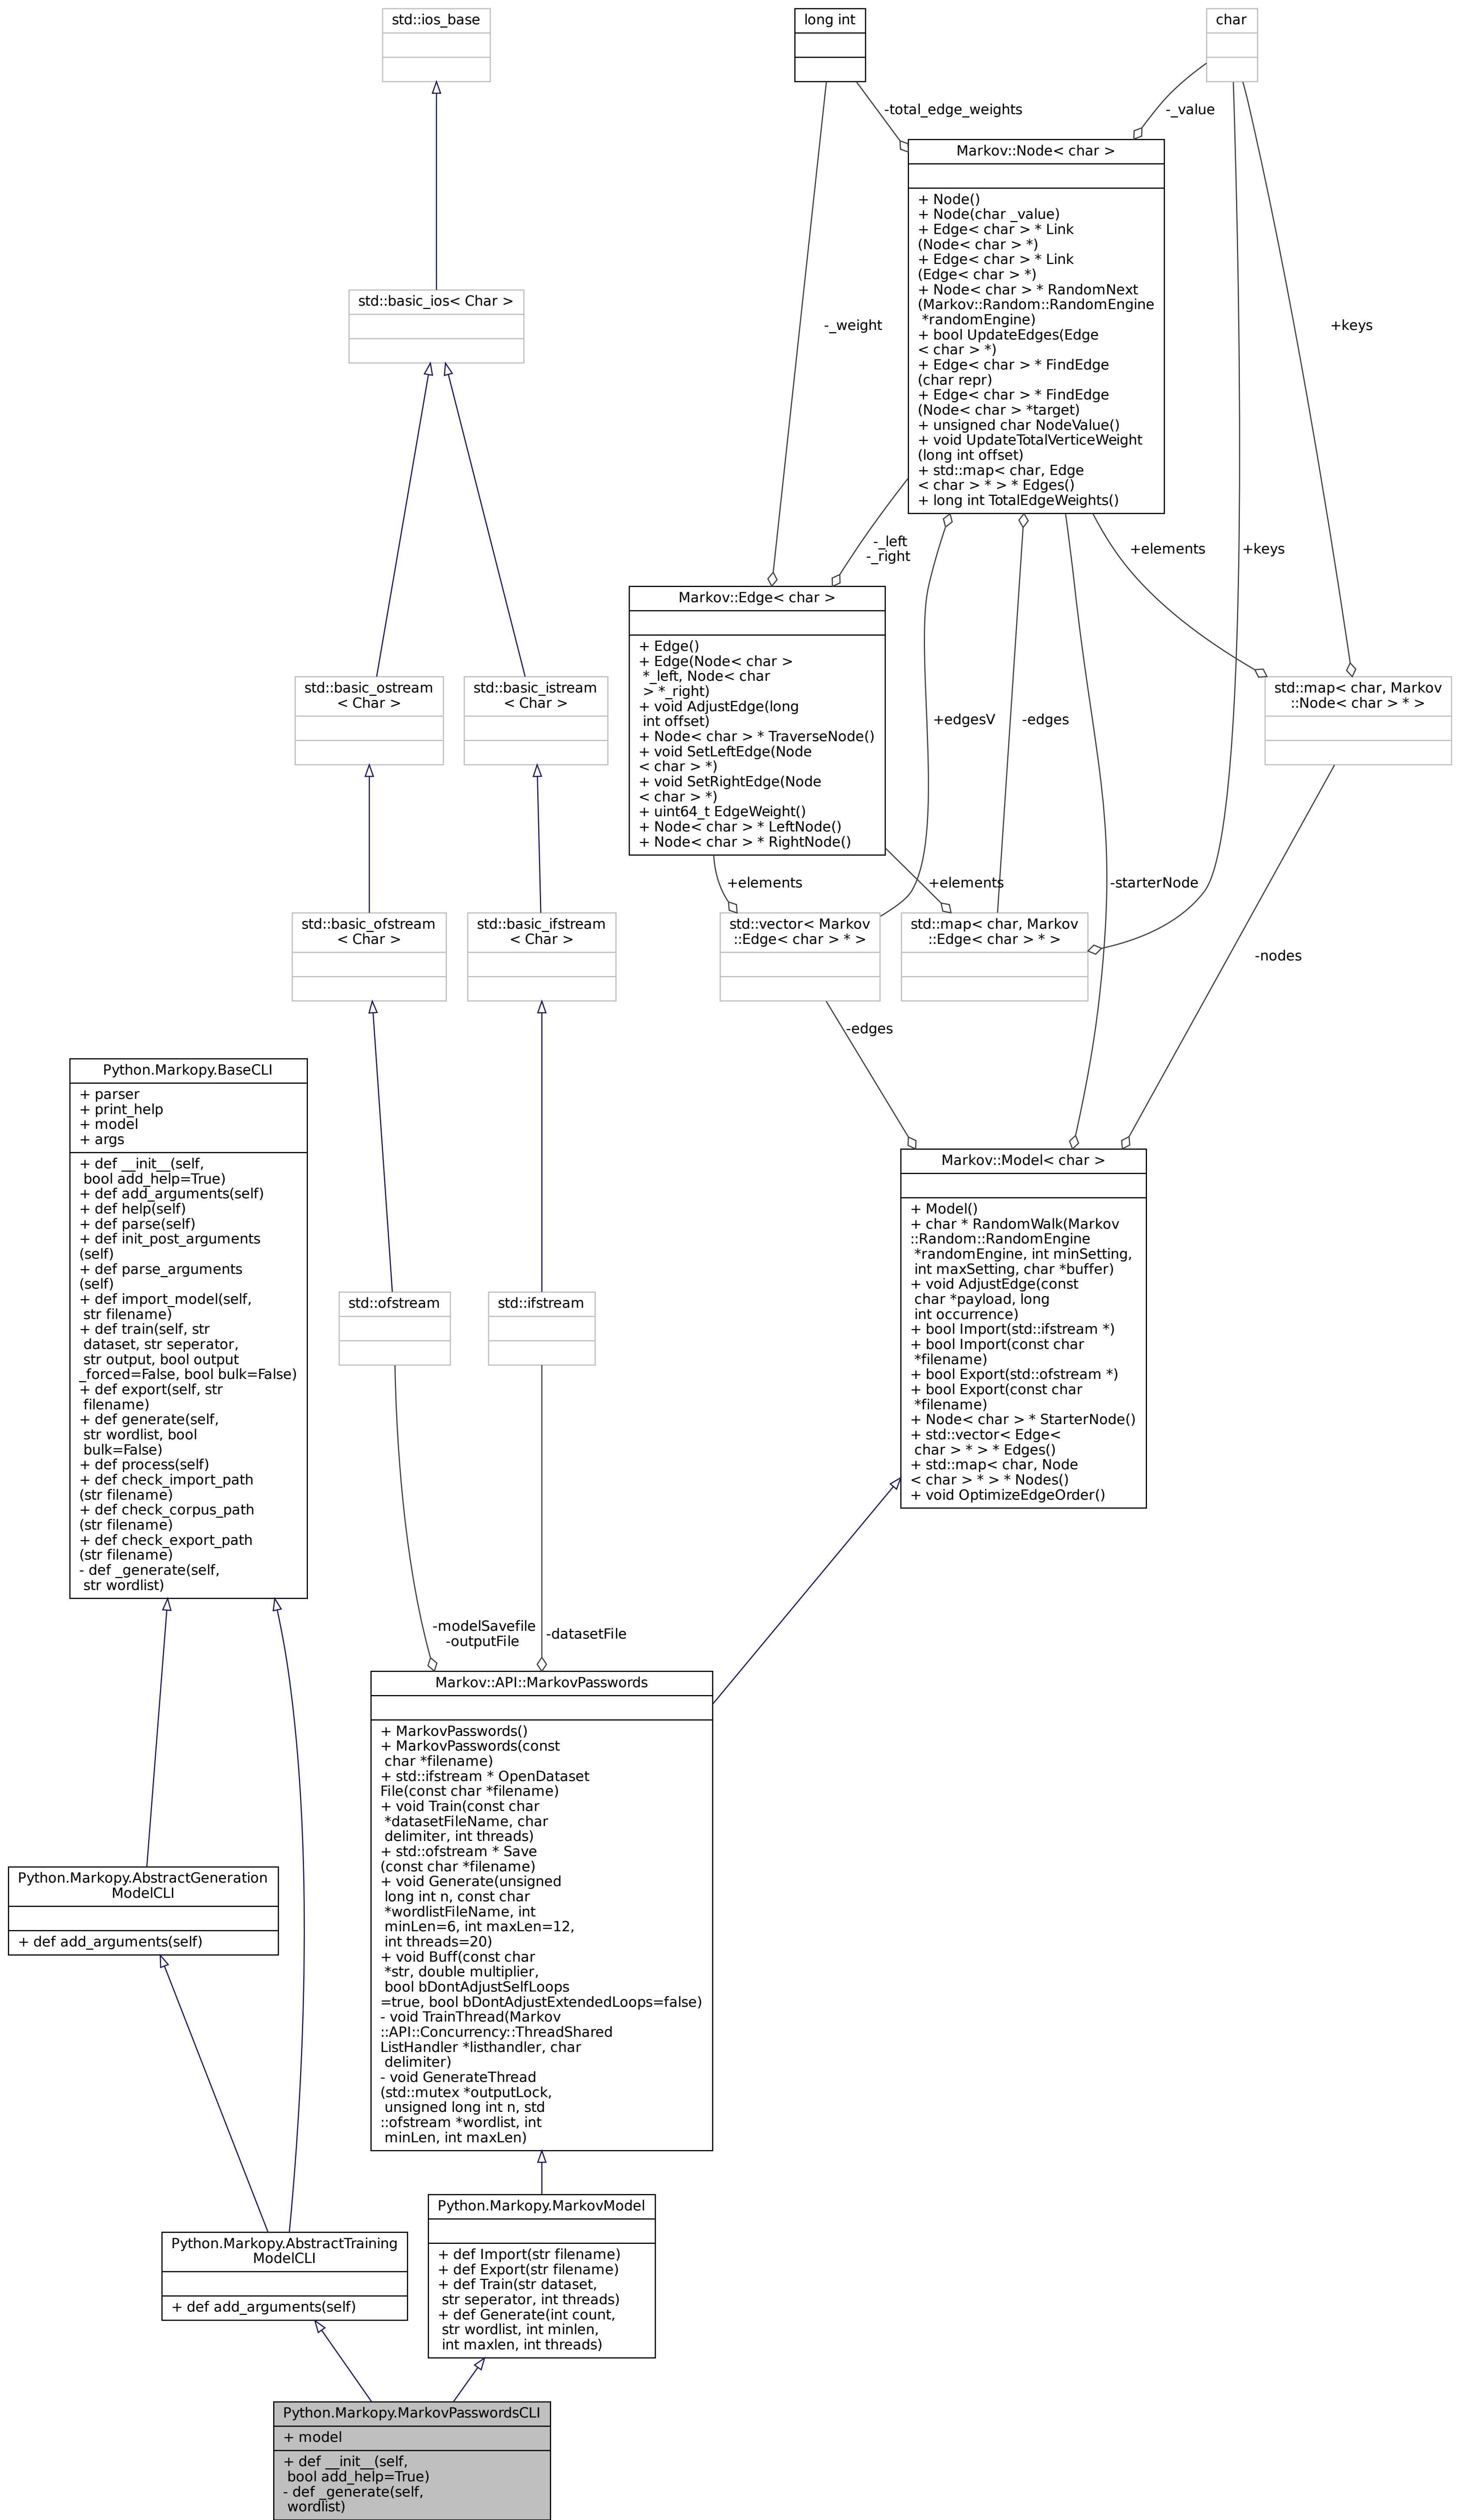 std::ios_base
long int
char
-total_edge_weights
-_value
Markov::Node< char >
+ Node()
+ Node(char _value)
+ Edge< char > * Link
(Node< char > *)
+ Edge< char > * Link
(Edge< char > *)
+ Node< char > * RandomNext
(Markov::Random::RandomEngine
 *randomEngine)
+ bool UpdateEdges(Edge
< char > *)
+ Edge< char > * FindEdge
(char repr)
+ Edge< char > * FindEdge
(Node< char > *target)
+ unsigned char NodeValue()
+ void UpdateTotalVerticeWeight
(long int offset)
+ std::map< char, Edge
< char > * > * Edges()
+ long int TotalEdgeWeights()
std::basic_ios< Char >
-_weight
+keys
-_left
-_right
+elements
+keys
Markov::Edge< char >
+ Edge()
+ Edge(Node< char >
 *_left, Node< char
 > *_right)
+ void AdjustEdge(long
 int offset)
+ Node< char > * TraverseNode()
+ void SetLeftEdge(Node
< char > *)
+ void SetRightEdge(Node
< char > *)
+ uint64_t EdgeWeight()
+ Node< char > * LeftNode()
+ Node< char > * RightNode()
std::basic_ostream
< Char >
std::basic_istream
< Char >
+edgesV
-edges
std::map< char, Markov
::Node< char > * >
+elements
+elements
-starterNode
std::basic_ofstream
< Char >
std::basic_ifstream
< Char >
std::vector< Markov
::Edge< char > * >
std::map< char, Markov
::Edge< char > * >
-nodes
-edges
Python.Markopy.BaseCLI
+ parser
+ print_help
+ model
+ args
+ def __init__(self,
 bool add_help=True)
+ def add_arguments(self)
+ def help(self)
+ def parse(self)
+ def init_post_arguments
(self)
+ def parse_arguments
(self)
+ def import_model(self,
 str filename)
+ def train(self, str
 dataset, str seperator,
 str output, bool output
_forced=False, bool bulk=False)
+ def export(self, str
 filename)
+ def generate(self,
 str wordlist, bool
 bulk=False)
+ def process(self)
+ def check_import_path
(str filename)
+ def check_corpus_path
(str filename)
+ def check_export_path
(str filename)
- def _generate(self,
 str wordlist)
Markov::Model< char >
+ Model()
+ char * RandomWalk(Markov
::Random::RandomEngine
 *randomEngine, int minSetting,
 int maxSetting, char *buffer)
+ void AdjustEdge(const
 char *payload, long
 int occurrence)
+ bool Import(std::ifstream *)
+ bool Import(const char
 *filename)
+ bool Export(std::ofstream *)
+ bool Export(const char
 *filename)
+ Node< char > * StarterNode()
+ std::vector< Edge<
 char > * > * Edges()
+ std::map< char, Node
< char > * > * Nodes()
+ void OptimizeEdgeOrder()
std::ofstream
std::ifstream
-modelSavefile
-outputFile
-datasetFile
Markov::API::MarkovPasswords
+ MarkovPasswords()
+ MarkovPasswords(const
 char *filename)
+ std::ifstream * OpenDataset
File(const char *filename)
+ void Train(const char
 *datasetFileName, char
 delimiter, int threads)
+ std::ofstream * Save
(const char *filename)
+ void Generate(unsigned
 long int n, const char
 *wordlistFileName, int
 minLen=6, int maxLen=12,
 int threads=20)
+ void Buff(const char
 *str, double multiplier,
 bool bDontAdjustSelfLoops
=true, bool bDontAdjustExtendedLoops=false)
- void TrainThread(Markov
::API::Concurrency::ThreadShared
ListHandler *listhandler, char
 delimiter)
- void GenerateThread
(std::mutex *outputLock,
 unsigned long int n, std
::ofstream *wordlist, int
 minLen, int maxLen)
Python.Markopy.AbstractGeneration
ModelCLI
+ def add_arguments(self)
Python.Markopy.AbstractTraining
ModelCLI
+ def add_arguments(self)
Python.Markopy.MarkovModel
+ def Import(str filename)
+ def Export(str filename)
+ def Train(str dataset,
 str seperator, int threads)
+ def Generate(int count,
 str wordlist, int minlen,
 int maxlen, int threads)
Python.Markopy.MarkovPasswordsCLI
+ model
+ def __init__(self,
 bool add_help=True)
- def _generate(self,
 wordlist)